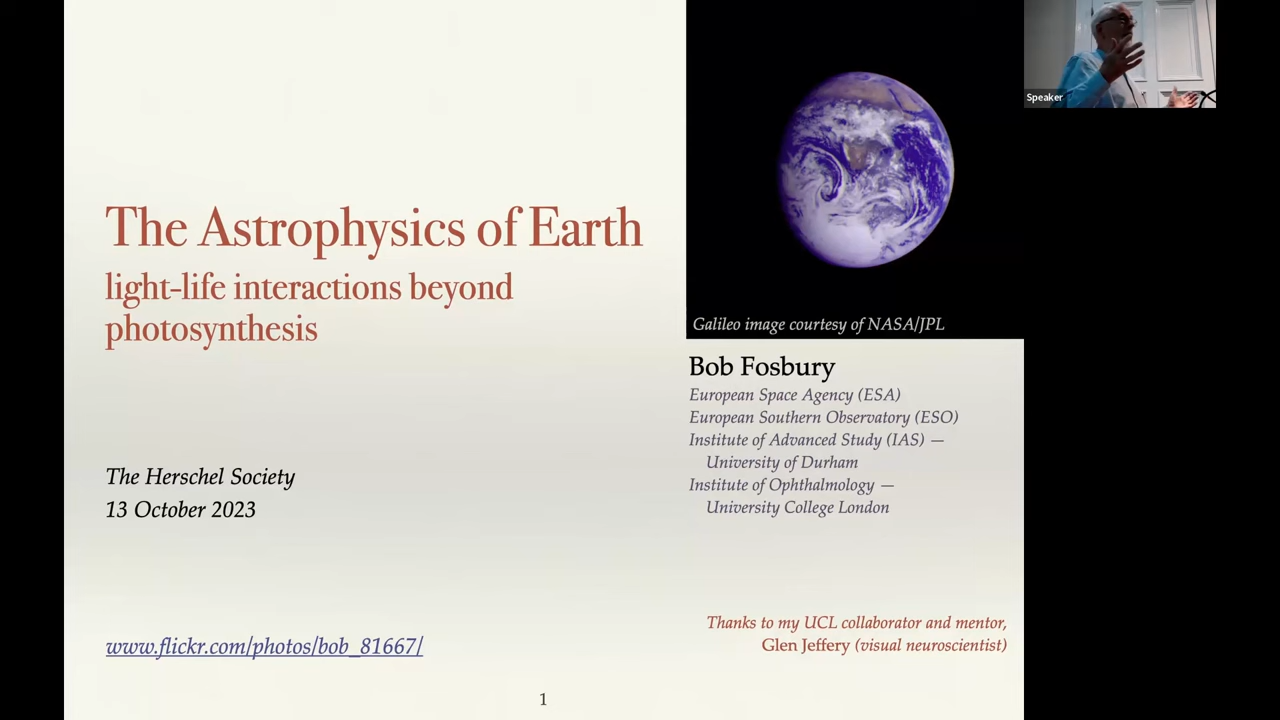 The Astrophysics of Earth
light-life interactions beyond
photosynthesis
The Herschel Society
13 October 2023
www.flickr.com/photos/bob_81667/
Galileo image courtesy of NASA/JPL
Bob Fosbury
European Space Agency (ESA)
European Southern Observatory (ESO)
Institute of Advanced Study (IAS) —
University of Durham
Institute of Ophthalmology —
University College London
Thanks to my UCL collaborator and mentor,
Glen Jeffery (visual neuroscientist)
1
Speaker